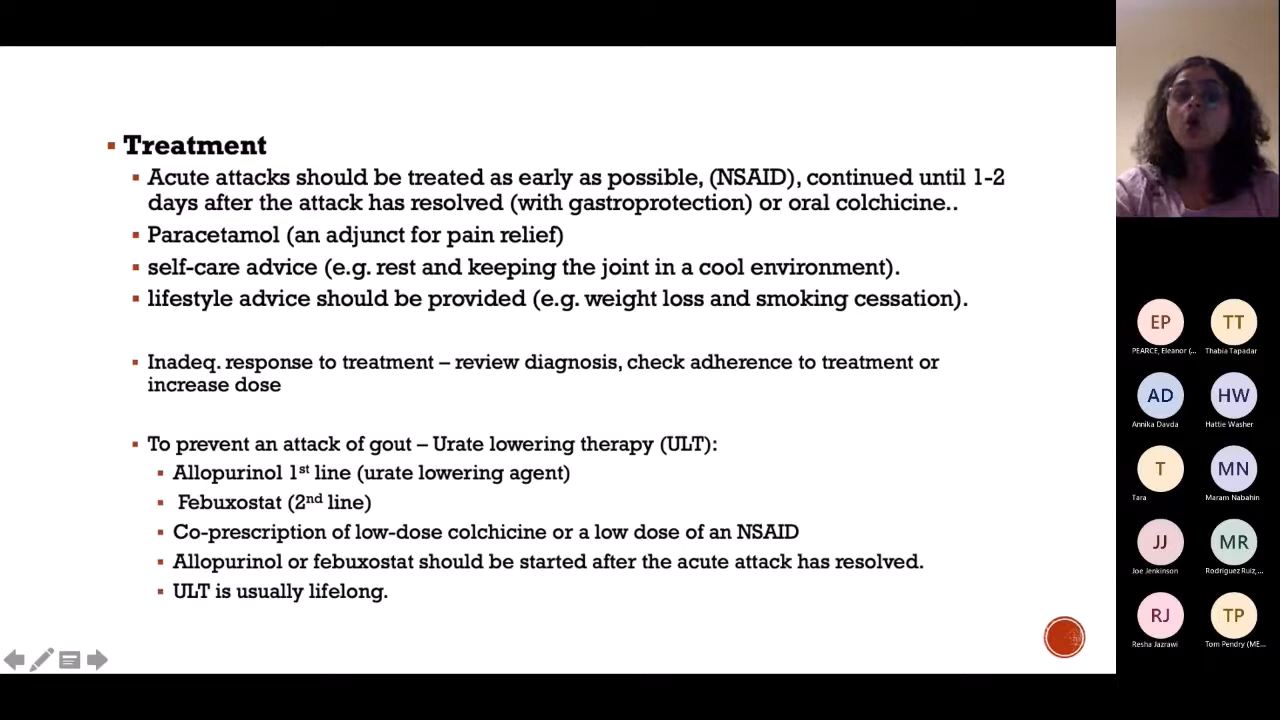 Treatment
Acute attacks should be treated as early as possible, (NSAID), continued until 1-2
days after the attack has resolved (with gastroprotection) or oral colchicine..
Paracetamol (an adjunct for pain relief)
self-care advice (e.g. rest and keeping the joint in a cool environment).
lifestyle advice should be provided (e.g. weight loss and smoking cessation).
Inadeq. response to treatment – review diagnosis, check adherence to treatment or
increase dose
To prevent an attack of gout – Urate lowering therapy (ULT):
Allopurinol 1st line (urate lowering agent)
Febuxostat (2nd line)
Co-prescription of low-dose colchicine or a low dose of an NSAID
Allopurinol or febuxostat should be started after the acute attack has resolved.
ULT is usually lifelong.
EP TT
PEARCE, Eleanor (... Thabia Tapadar
AD HW
Annika Davda Hattie Washer
T MN
Tara Maram Nabahin
JJ MR
Joe Jenkinson Rodriguez Ruiz,...
RJ TP
Resha Jazrawi Tom Pendry (ME...